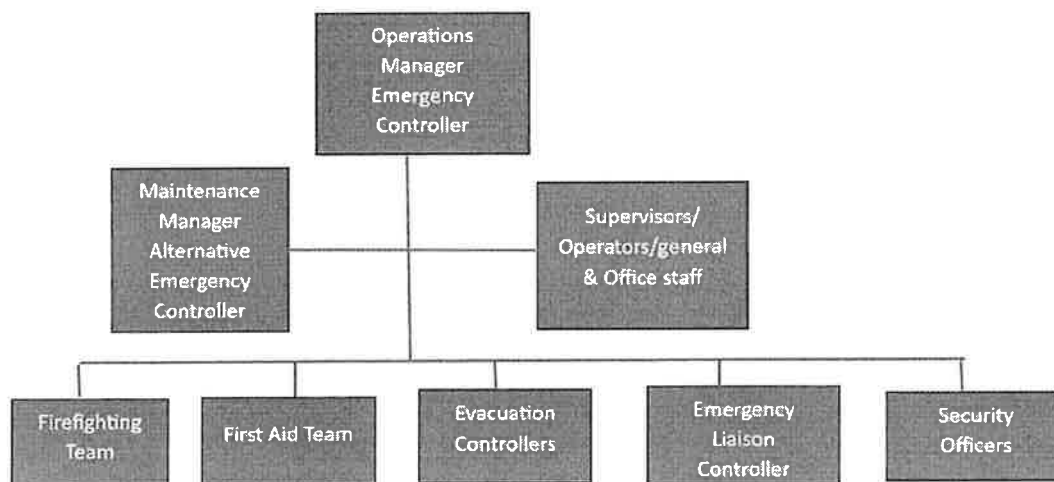 Operations
Manager
Emergency
Controller
Maintenance
Manager
Alternative
Emergency
Controller
Supervisors/
Operators/general
& Office staff
Firefighting
Team
First Aid Team
Evacuation
Controllers
Emergency
Liaison
Controller
Security
Officers